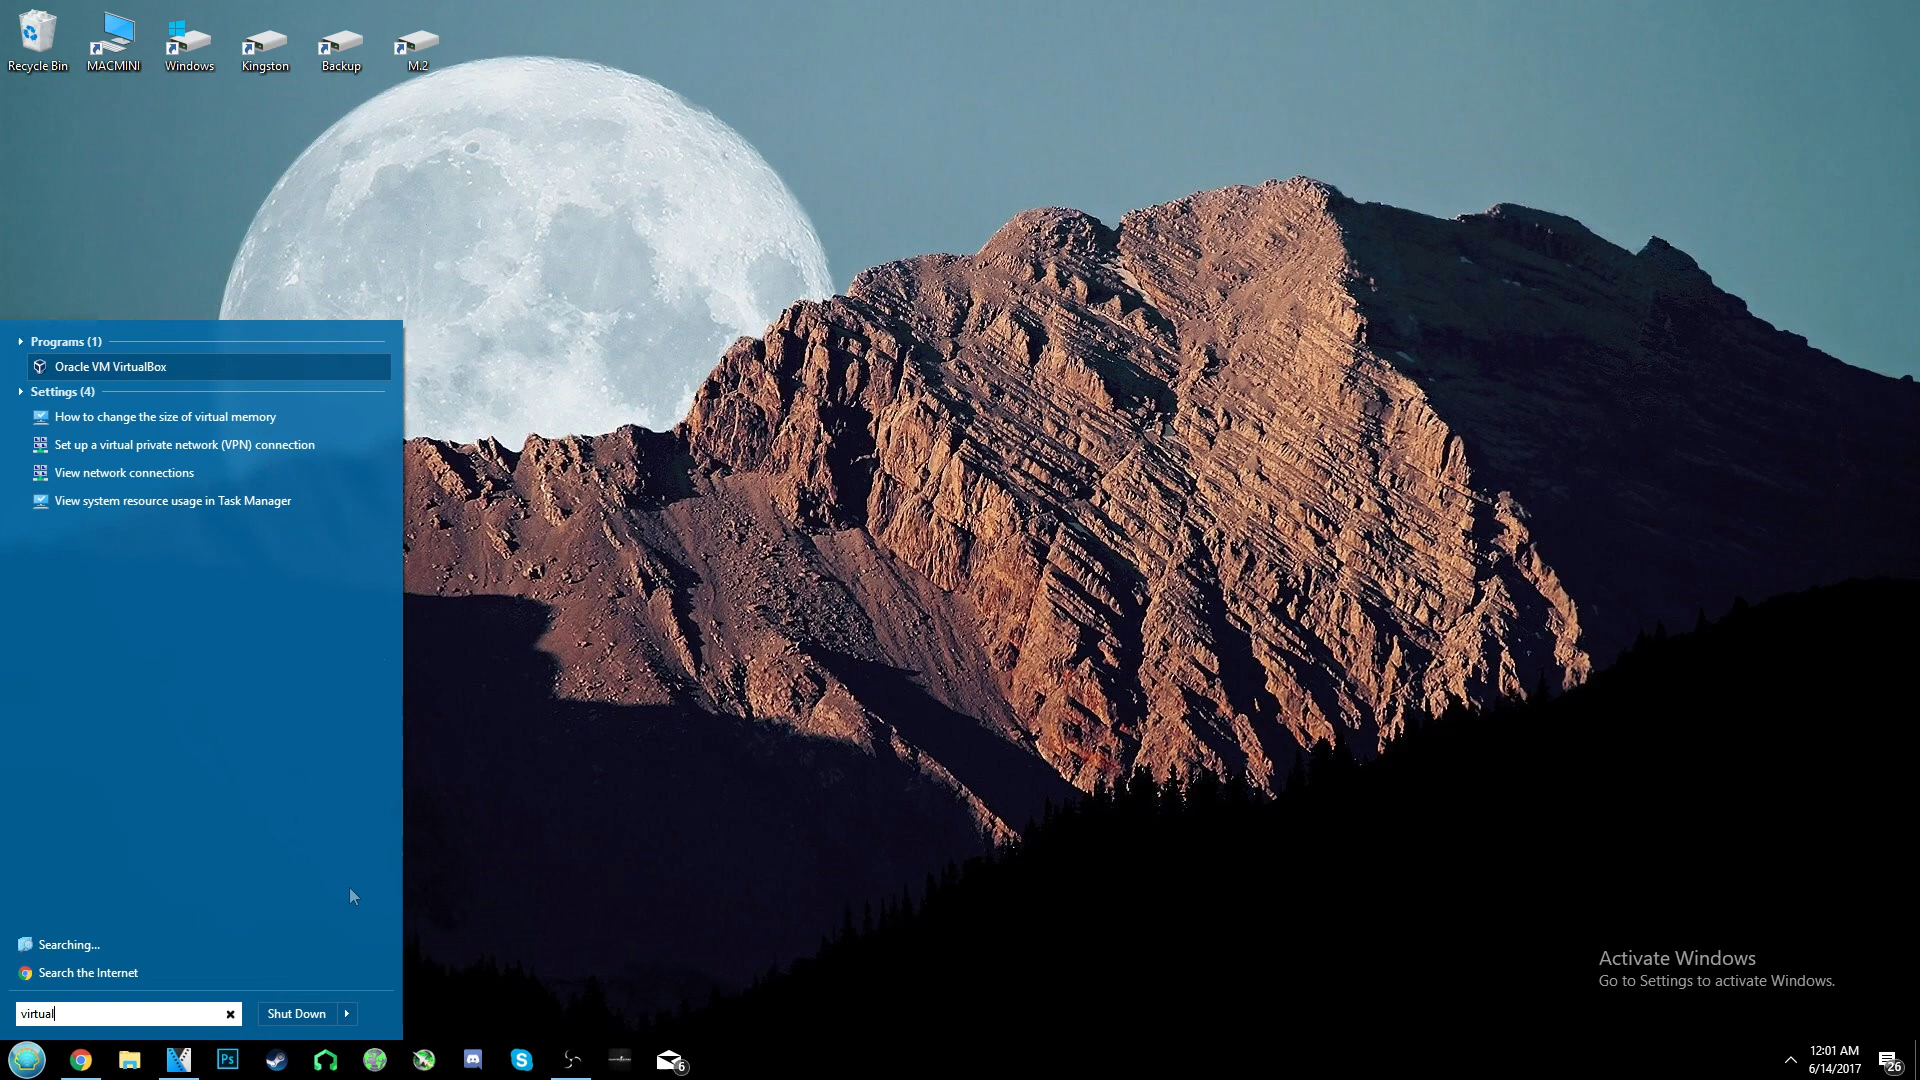 Recycle Bin
MACMINI
Windows
Kingston
Backup
M.2
Programs (1)
Oracle VM VirtualBox
Settings (4)
How to change the size of virtual memory
Set up a virtual private network (VPN) connection
View network connections
View system resource usage in Task Manager
Searching...
Search the Internet
virtual
Shut Down
Activate Windows
Go to Settings to activate Windows.
Ps
6
12:01 AM
6/14/2017
26